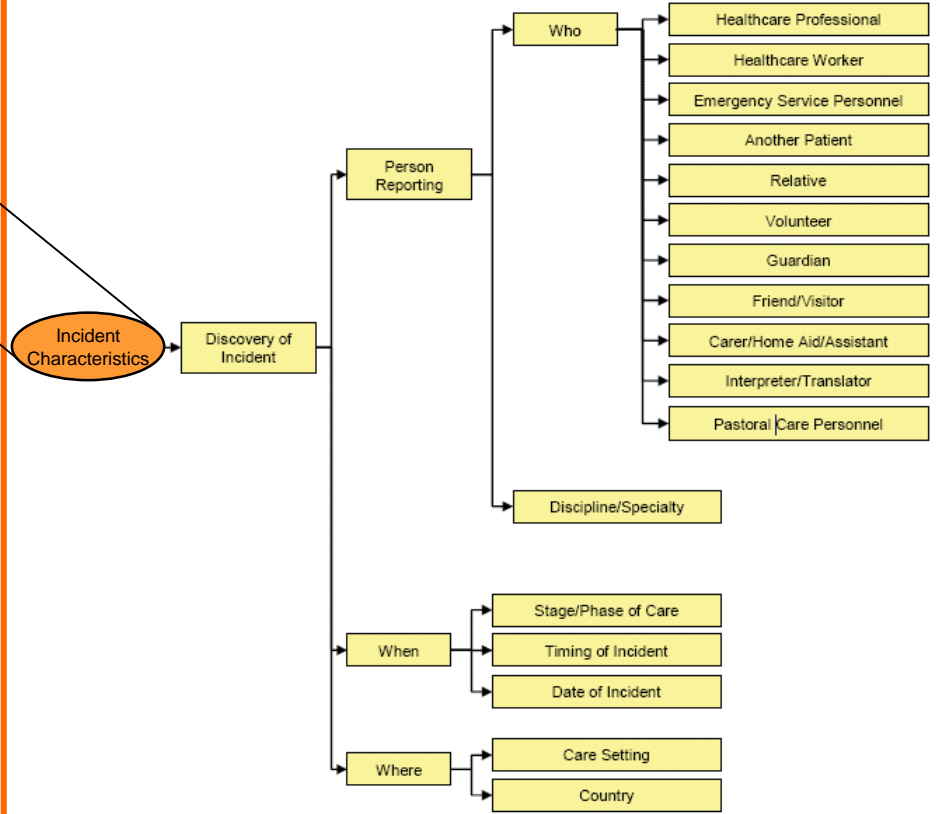 Who
Healthcare Professional
Healthcare Worker
Emergency Service Personnel
Another Patient
Person
Reporting
Relative
Volunteer
Guardian
Friend/Visitor
Incident
Characteristics
Discovery of
Incident
Carer/Home Aid/Assistant
Interpreter/Translator
Pastoral Care Personnel
Discipline/Specialty
When
Stage/Phase of Care
Timing of Incident
Date of Incident
Where
Care Setting
Country